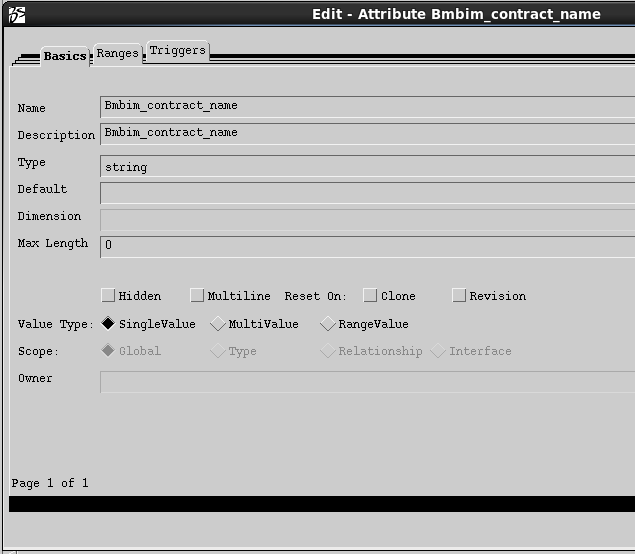 Edit - Attribute Bmbim_contract_name
Basics Ranges Triggers
Name Bmbim_contract_name
Description Bmbim_contract_name
Type string
Default
Dimension
Max Length 0
Hidden Multiline Reset On: Clone Revision
Value Type: SingleValue MultiValue RangeValue
Scope: Global Type Relationship Interface
Owner
Page 1 of 1